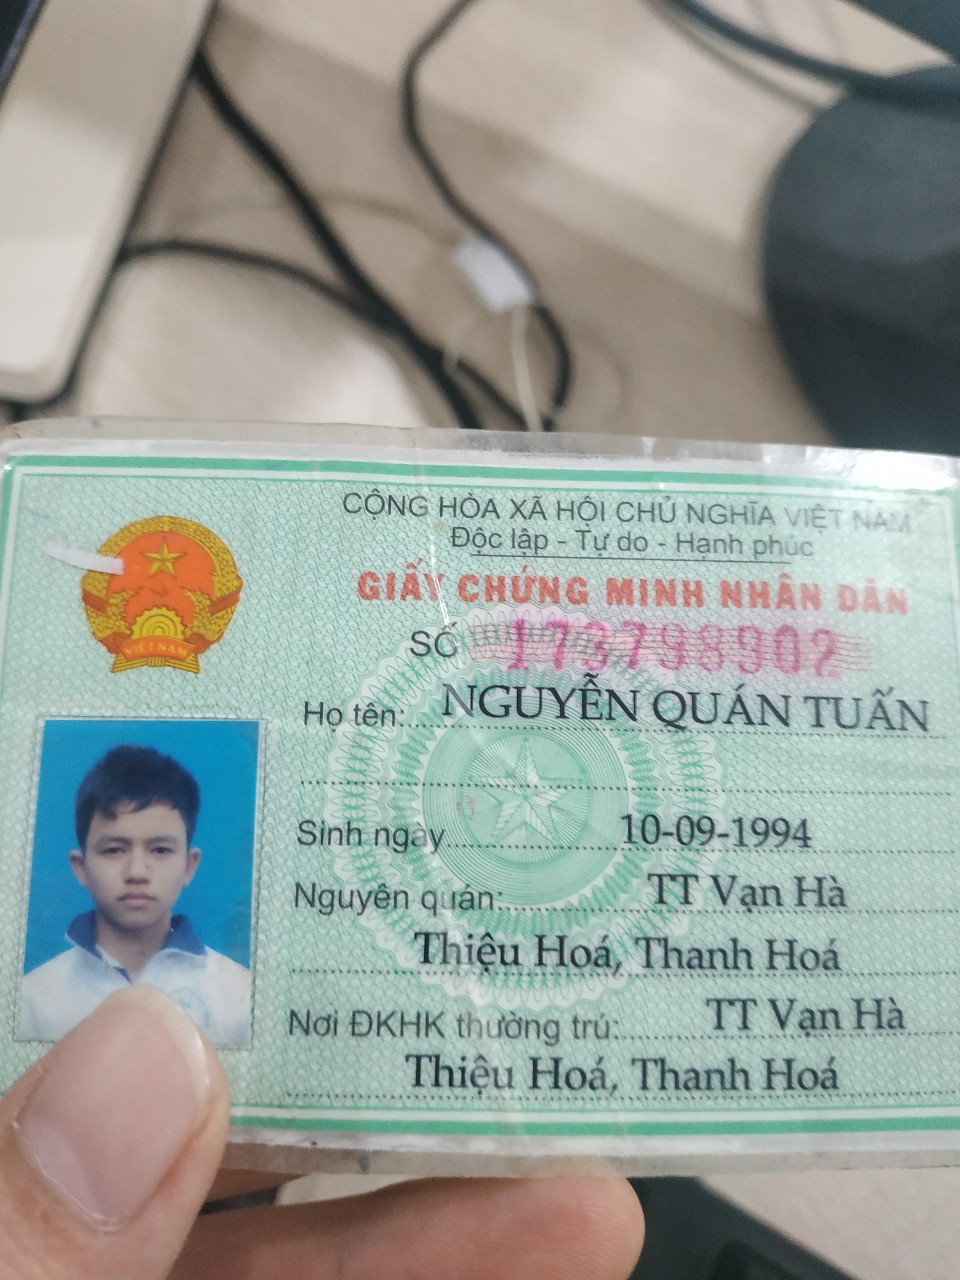 CỘNG HÒA XÃ HỘI CHỦ NGHĨA VIỆT NAM
Độc lập - Tự do - Hạnh phúc
GIẤY CHỨNG MINH NHÂN DÂN
SỐ 173798902
VIỆT NAM
Họ tên: NGUYỄN QUÁN TUẤN
Sinh ngày 10-09-1994
Nguyên quán: TT Vạn Hà
Thiệu Hoá, Thanh Hoá
Nơi ĐKHK thường trú: TT Vạn Hà
Thiệu Hoá, Thanh Hoá